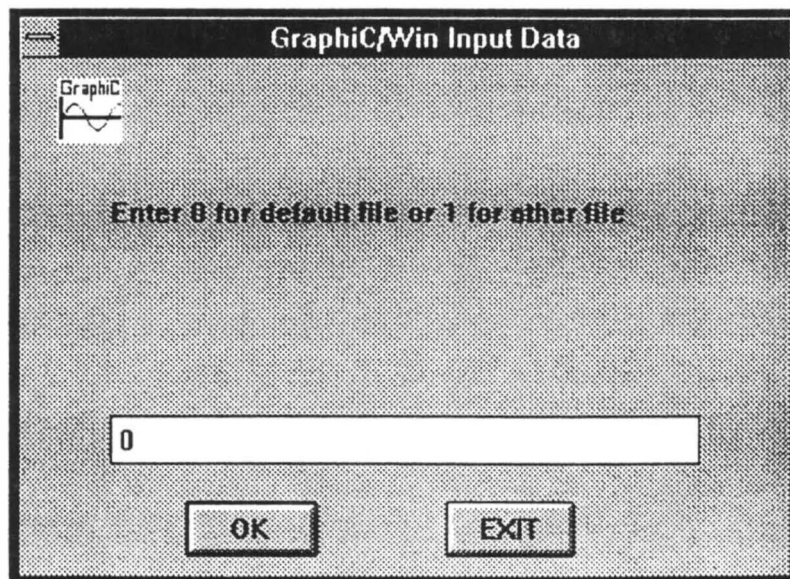 GraphiC/Win Input Data
GraphiC
Enter 0 for default file or 1 for other file
0
OK
EXIT